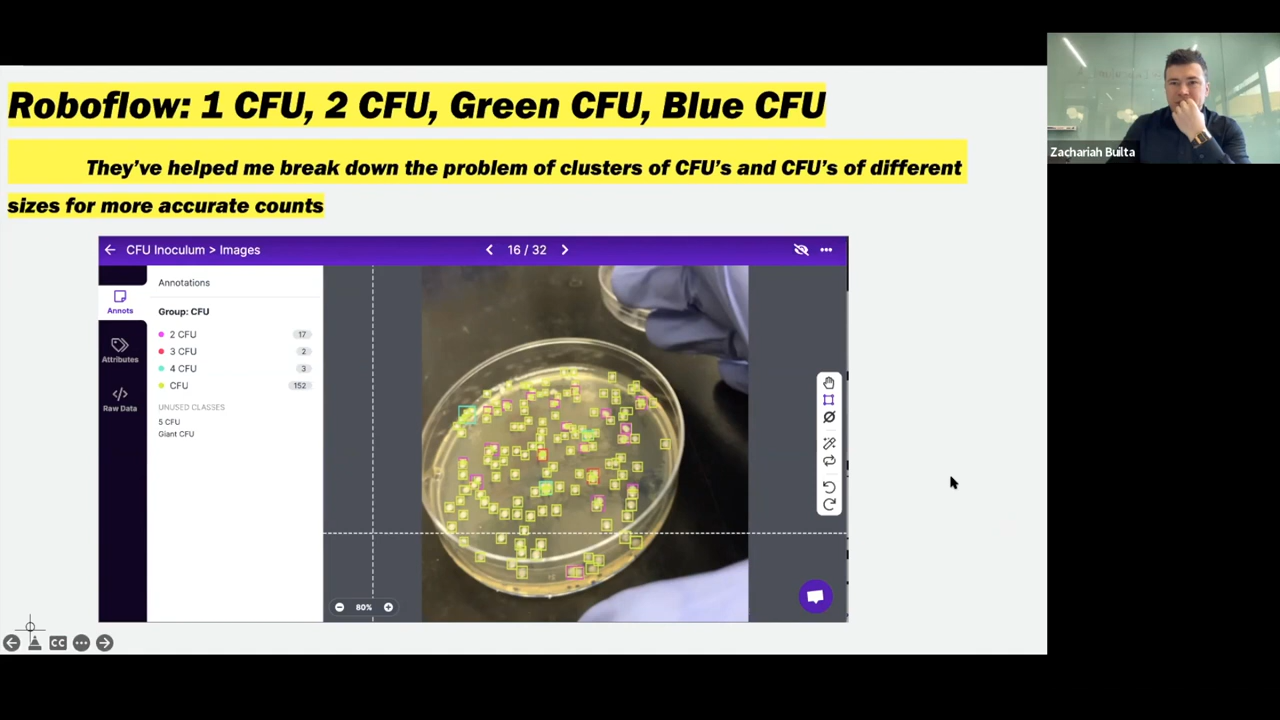 Roboflow: 1 CFU, 2 CFU, Green CFU, Blue CFU
They've helped me break down the problem of clusters of CFU's and CFU's of different
sizes for more accurate counts
Zachariah Builta
CFU Inoculum > Images
16 / 32
Annots
Attributes
Raw Data
Annotations
Group: CFU
2 CFU 17
3 CFU 2
4 CFU 3
CFU 152
UNUSED CLASSES
5 CFU
Giant CFU
80%
CC